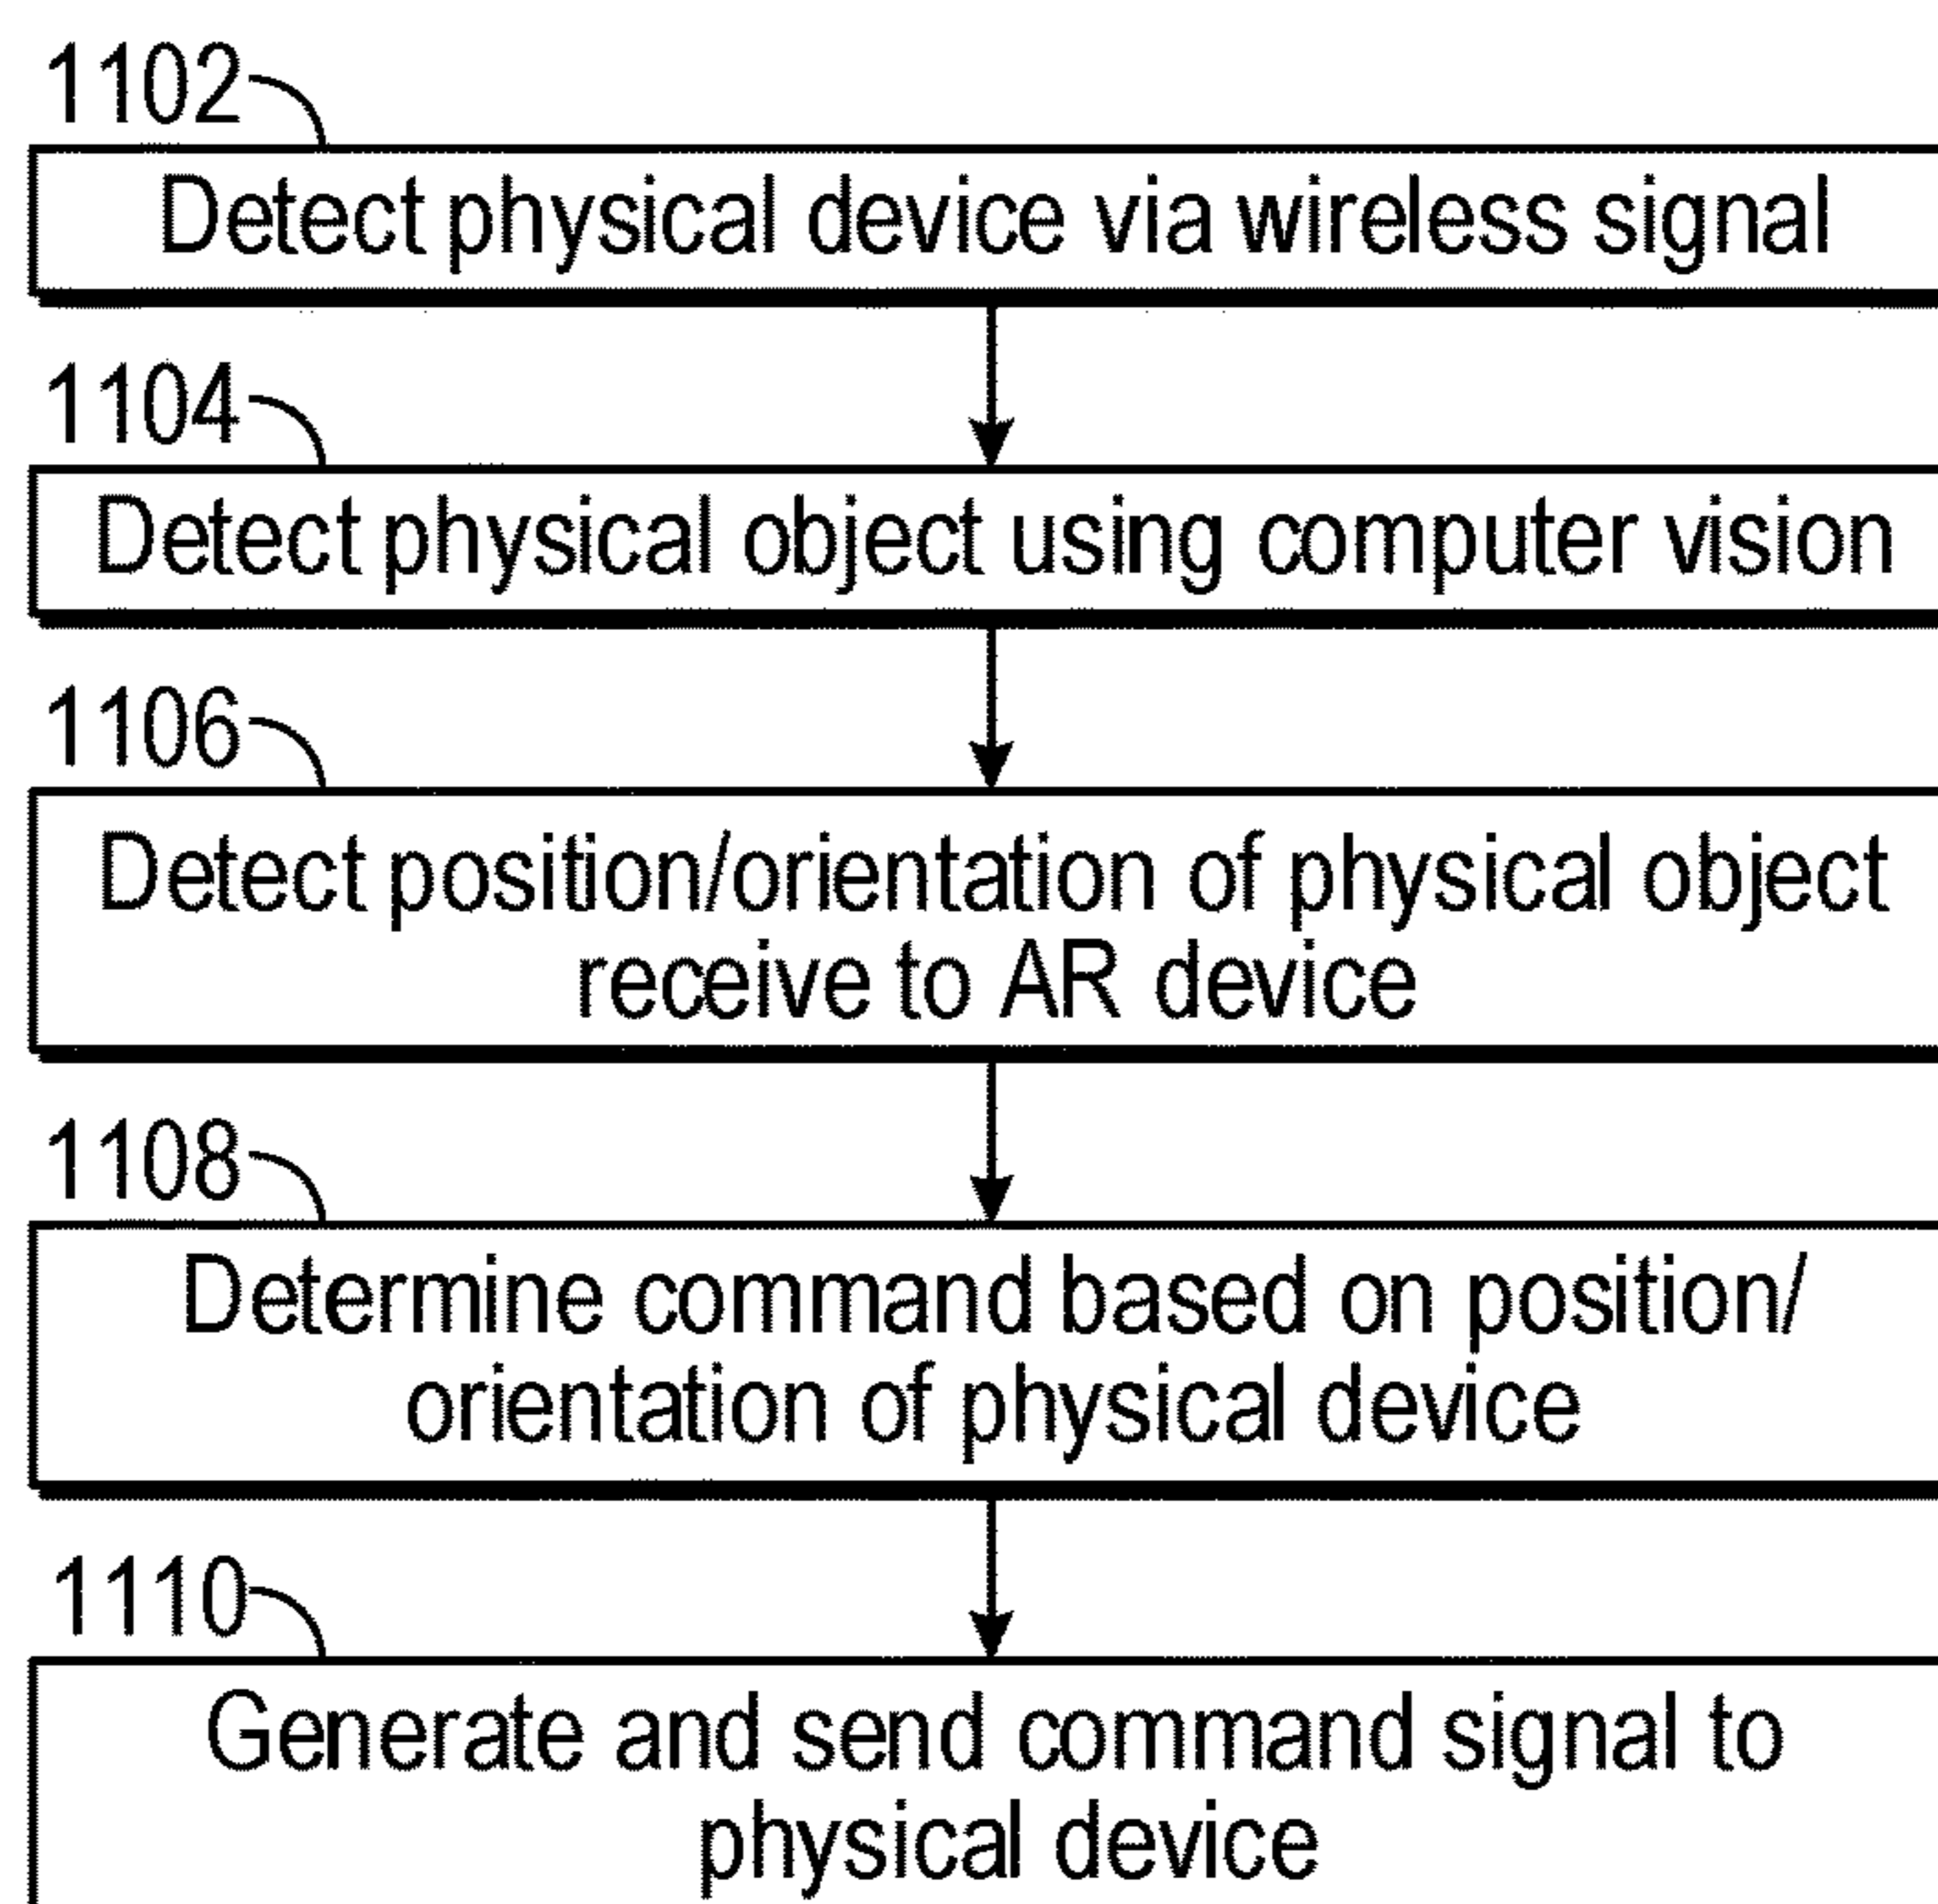 1102
Detect physical device via wireless signal
1104
Detect physical object using computer vision
1106
Detect position/orientation of physical object
receive to AR device
1108
Determine command based on position/
orientation of physical device
1110
Generate and send command signal to
physical device